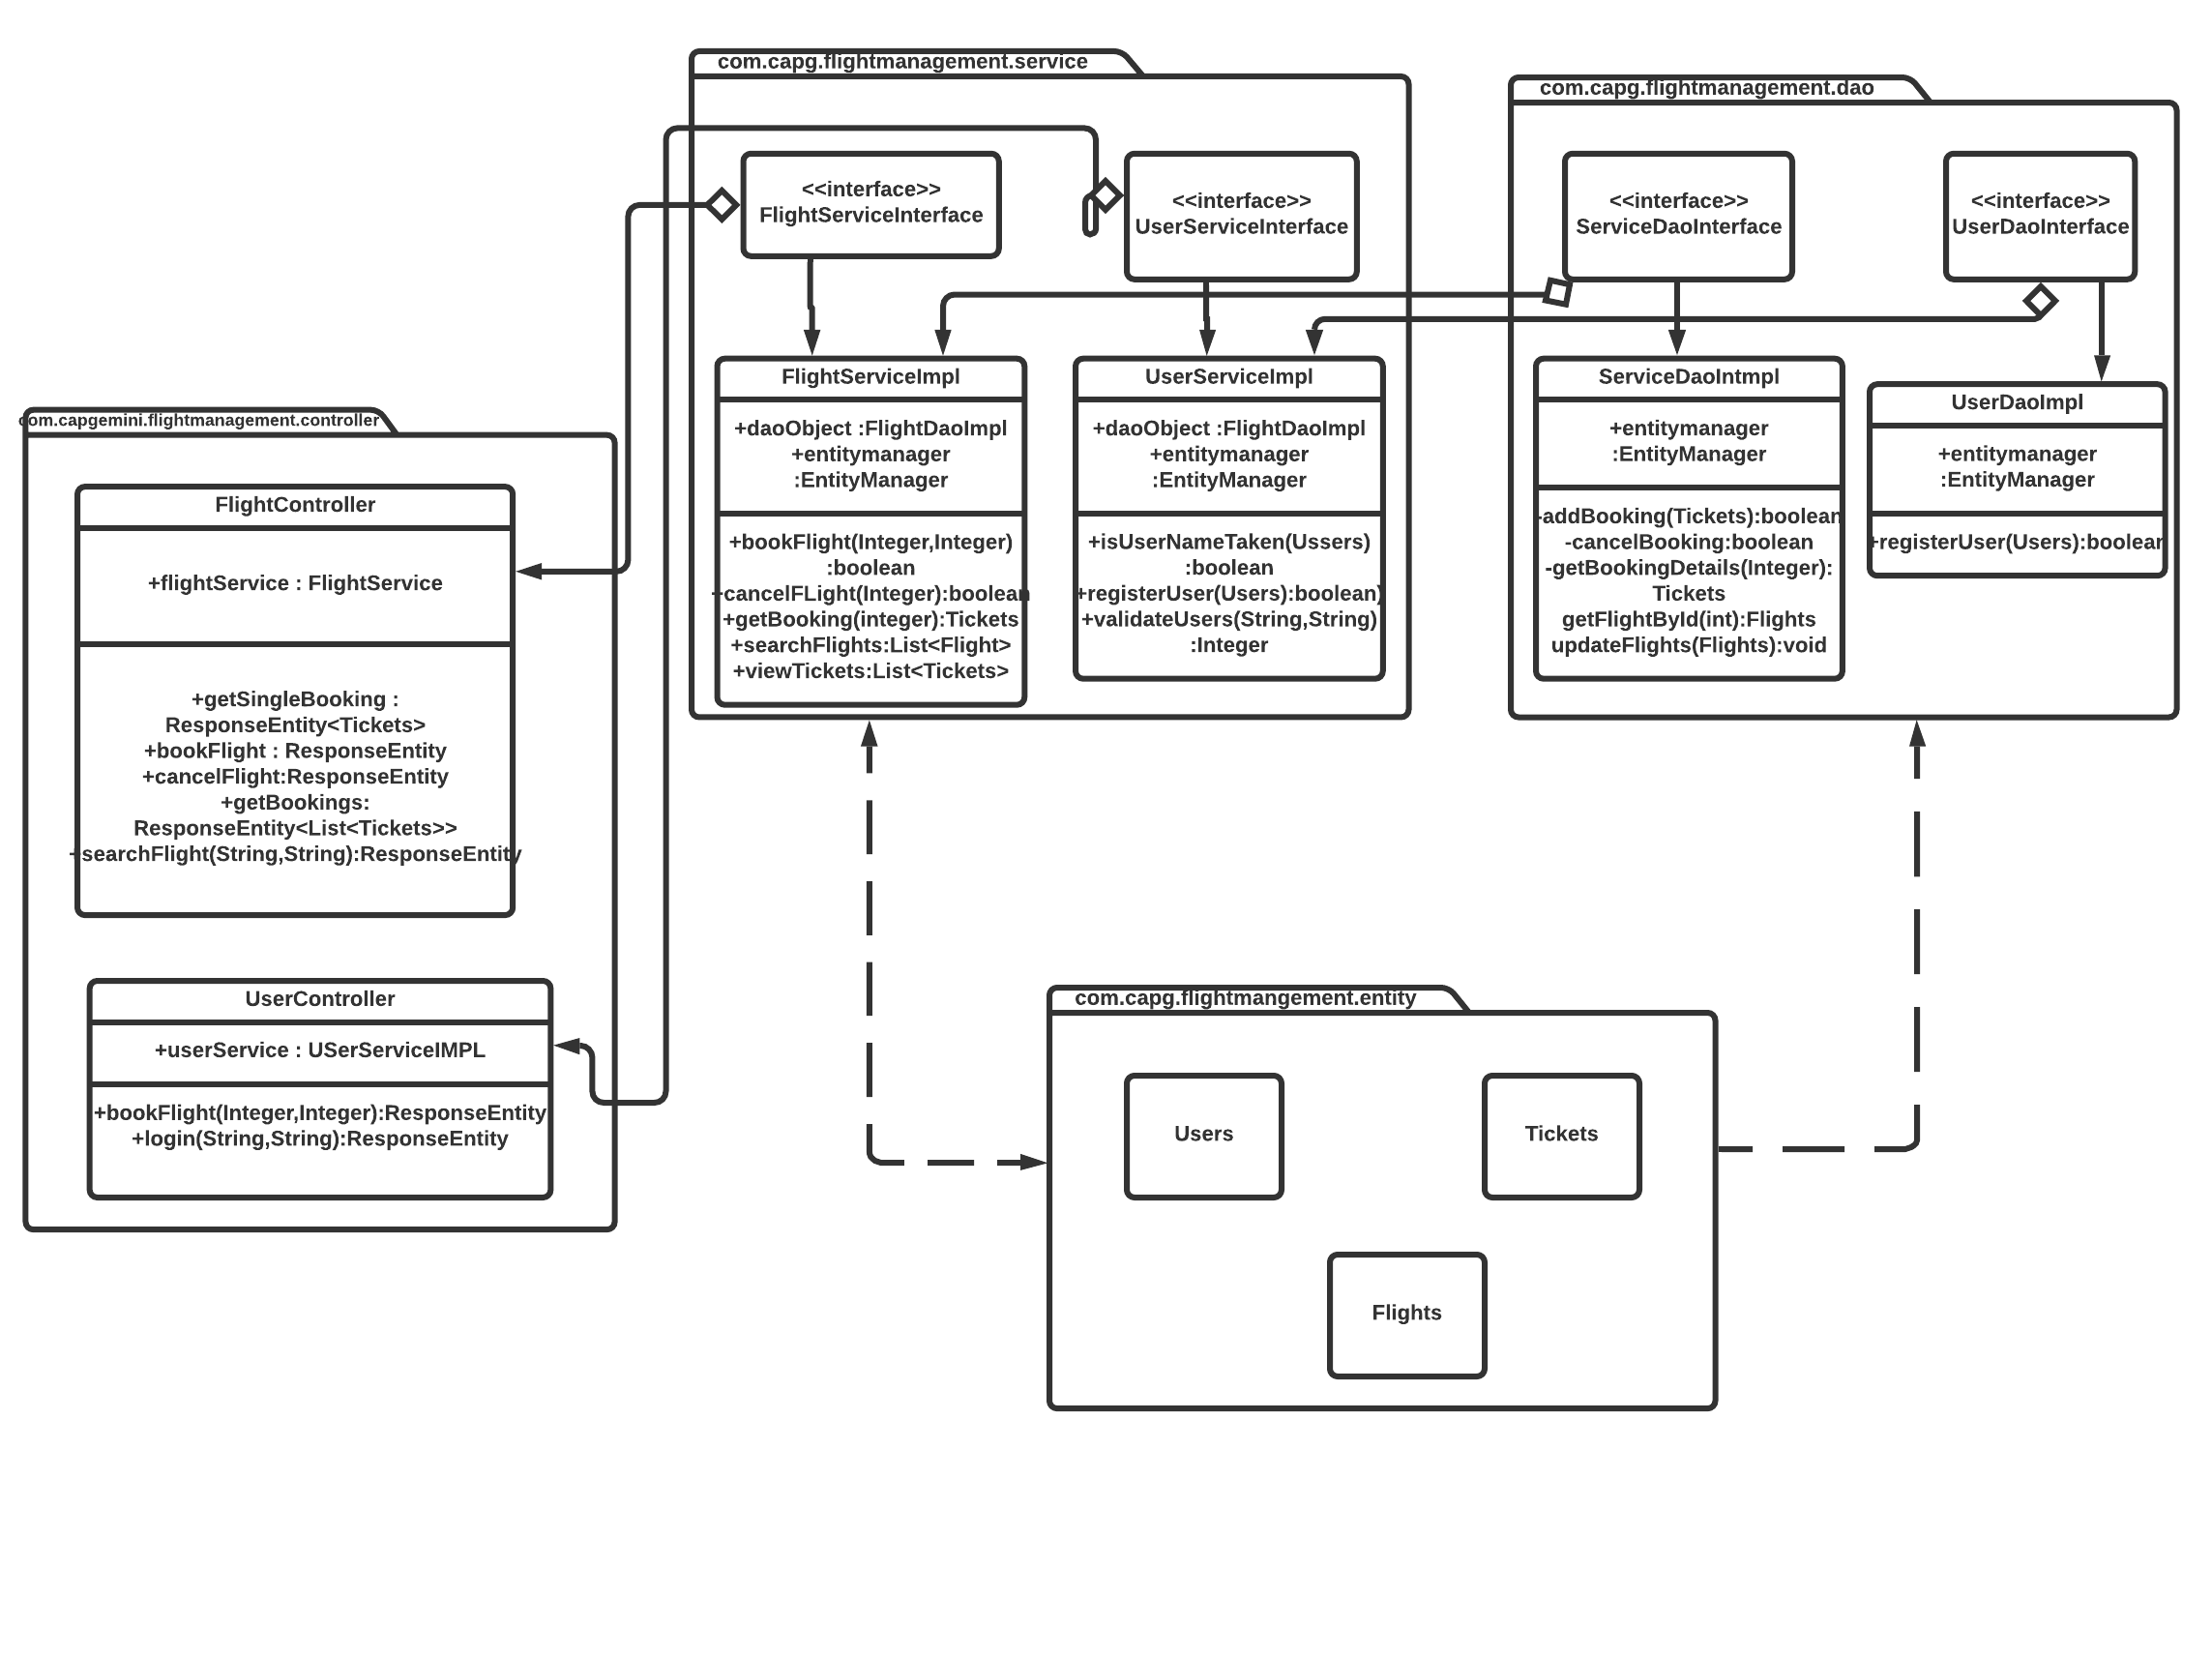 com.capg.flightmanagement.service
com.capg.flightmanagement.dao
<<interface>>
FlightServiceInterface
<<interface>>
UserServiceInterface
<<interface>>
ServiceDaoInterface
<<interface>>
UserDaoInterface
FlightServiceImpl
+daoObject :FlightDaoImpl
+entitymanager
:EntityManager
+bookFlight(Integer,Integer)
:boolean
+cancelFLight(Integer):boolean
+getBooking(integer):Tickets
+searchFlights:List<Flight>
+viewTickets:List<Tickets>
UserServiceImpl
+daoObject :FlightDaoImpl
+entitymanager
:EntityManager
+isUserNameTaken(Ussers)
:boolean
+registerUser(Users):boolean)
+validateUsers(String,String)
:Integer
ServiceDaoIntmpl
+entitymanager
:EntityManager
-addBooking(Tickets):boolean
-cancelBooking:boolean
-getBookingDetails(Integer):
Tickets
getFlightById(int):Flights
updateFlights(Flights):void
UserDaoImpl
+entitymanager
:EntityManager
+registerUser(Users):boolean
com.capgemini.flightmanagement.controller
FlightController
+flightService : FlightService
+getSingleBooking :
ResponseEntity<Tickets>
+bookFlight : ResponseEntity
+cancelFlight:ResponseEntity
+getBookings:
ResponseEntity<List<Tickets>>
+searchFlight(String,String):ResponseEntity
UserController
+userService : USerServiceIMPL
+bookFlight(Integer,Integer):ResponseEntity
+login(String,String):ResponseEntity
com.capg.flightmangement.entity
Users
Tickets
Flights